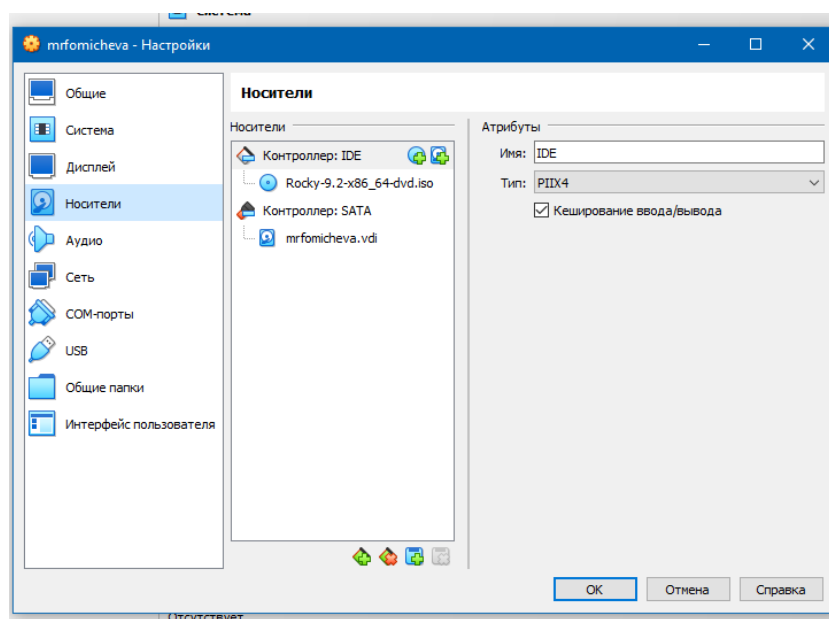 Система
mrfomicheva - Настройки
Общие
Система
Дисплей
Носители
Аудио
Сеть
COM-порты
USB
Общие папки
Интерфейс пользователя
Носители
Носители
Контроллер: IDE
Rocky-9.2-x86_64-dvd.iso
Контроллер: SATA
mrfomicheva.vdi
Атрибуты
Имя: IDE
Тип: PIIX4
Кеширование ввода/вывода
OK Отмена Справка
Отсутствует